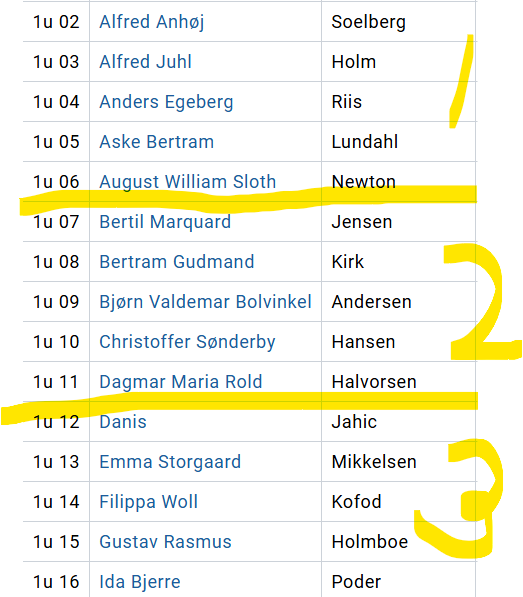 1u 02 Alfred Anhøj Soelberg
1u 03 Alfred Juhl Holm
1u 04 Anders Egeberg Riis
1u 05 Aske Bertram Lundahl
1u 06 August William Sloth Newton
1u 07 Bertil Marquard Jensen
1u 08 Bertram Gudmand Kirk
1u 09 Bjørn Valdemar Bolvinkel Andersen
1u 10 Christoffer Sønderby Hansen
1u 11 Dagmar Maria Rold Halvorsen
1u 12 Danis Jahic
1u 13 Emma Storgaard Mikkelsen
1u 14 Filippa Woll Kofod
1u 15 Gustav Rasmus Holmboe
1u 16 Ida Bjerre Poder
1
2
3